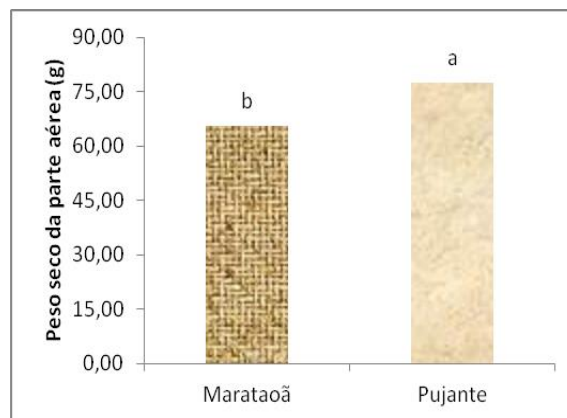 Peso seco da parte aérea (g)
90,00
75,00
60,00
45,00
30,00
15,00
0,00
b
a
Marataoã
Pujante